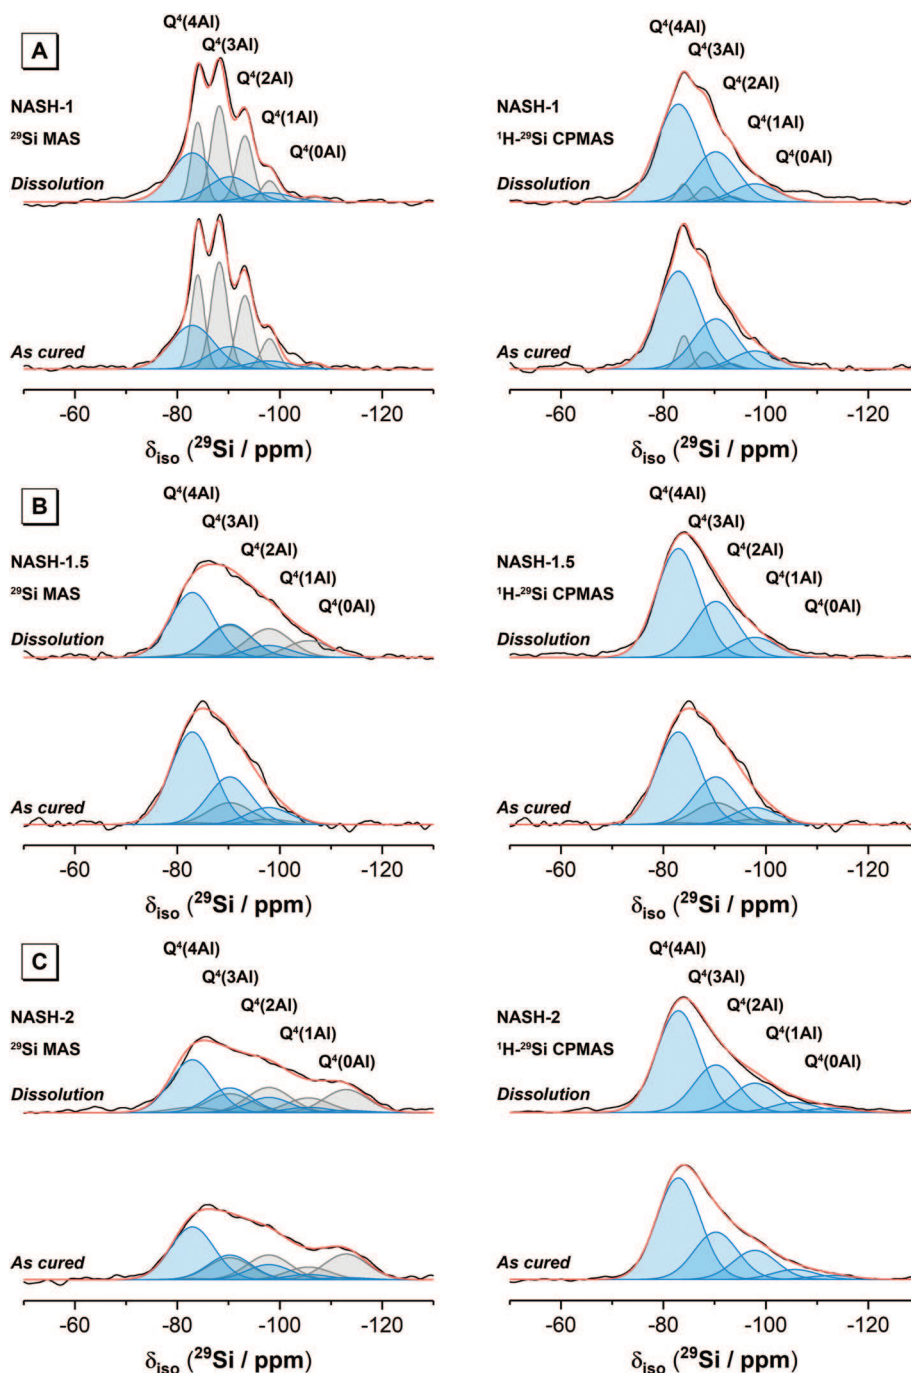 A
Q⁴(4Al)
Q⁴(3Al)
Q⁴(2Al)
Q⁴(1Al)
Q⁴(0Al)
NASH-1
²⁹Si MAS
Dissolution
As cured
-60 -80 -100 -120
δiso (²⁹Si / ppm)
Q⁴(4Al)
Q⁴(3Al)
Q⁴(2Al)
Q⁴(1Al)
Q⁴(0Al)
NASH-1
¹H-²⁹Si CPMAS
Dissolution
As cured
-60 -80 -100 -120
δiso (²⁹Si / ppm)
B
Q⁴(4Al)
Q⁴(3Al)
Q⁴(2Al)
Q⁴(1Al)
Q⁴(0Al)
NASH-1.5
²⁹Si MAS
Dissolution
As cured
-60 -80 -100 -120
δiso (²⁹Si / ppm)
Q⁴(4Al)
Q⁴(3Al)
Q⁴(2Al)
Q⁴(1Al)
Q⁴(0Al)
NASH-1.5
¹H-²⁹Si CPMAS
Dissolution
As cured
-60 -80 -100 -120
δiso (²⁹Si / ppm)
C
Q⁴(4Al)
Q⁴(3Al)
Q⁴(2Al)
Q⁴(1Al)
Q⁴(0Al)
NASH-2
²⁹Si MAS
Dissolution
As cured
-60 -80 -100 -120
δiso (²⁹Si / ppm)
Q⁴(4Al)
Q⁴(3Al)
Q⁴(2Al)
Q⁴(1Al)
Q⁴(0Al)
NASH-2
¹H-²⁹Si CPMAS
Dissolution
As cured
-60 -80 -100 -120
δiso (²⁹Si / ppm)